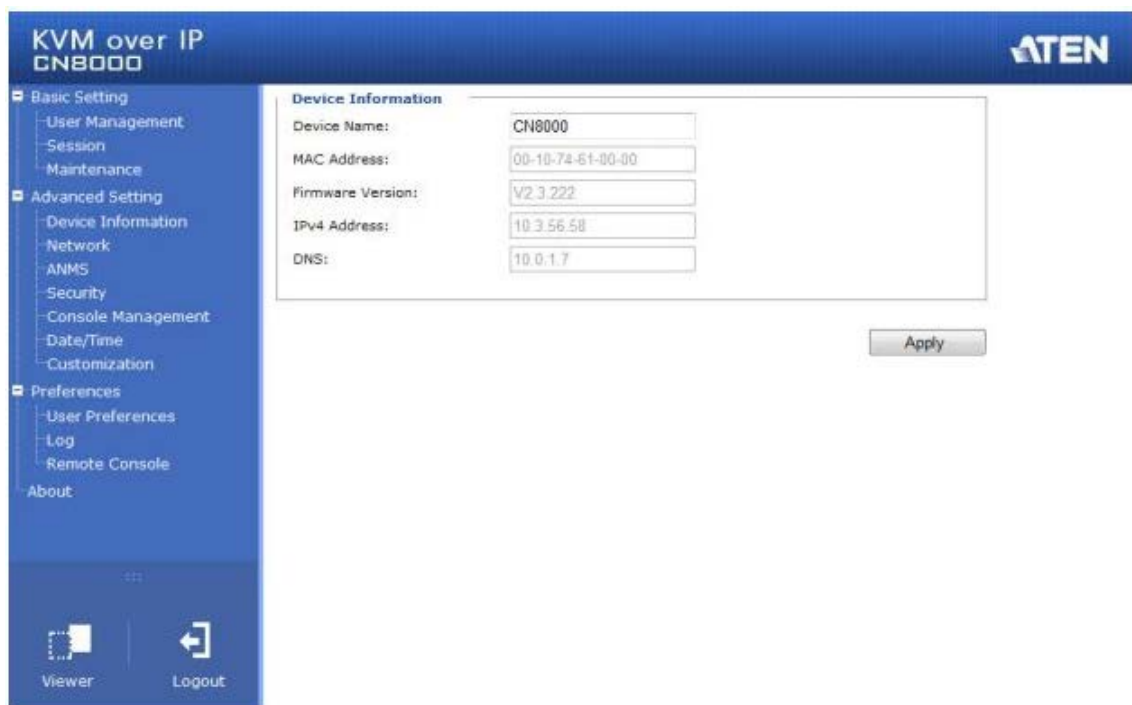 KVM over IP
CN8000
ATEN
Basic Setting
User Management
Session
Maintenance
Advanced Setting
Device Information
Network
ANMS
Security
Console Management
Date/Time
Customization
Preferences
User Preferences
Log
Remote Console
About
Viewer
Logout
Device Information
Device Name: CN8000
MAC Address: 00-10-74-61-00-00
Firmware Version: V2.3.222
IPv4 Address: 10.3.56.58
DNS: 10.0.1.7
Apply